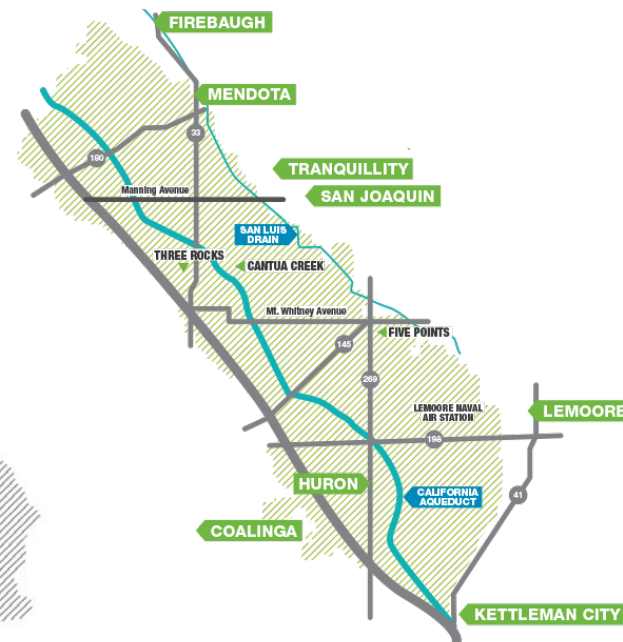 FIREBAUGH
MENDOTA
33
180
TRANQUILLITY
Manning Avenue
SAN JOAQUIN
SAN LUIS
DRAIN
THREE ROCKS
CANTUA CREEK
Mt. Whitney Avenue
FIVE POINTS
145
269
LEMOORE NAVAL
AIR STATION
LEMOORE
198
HURON
CALIFORNIA
AQUEDUCT
41
COALINGA
KETTLEMAN CITY